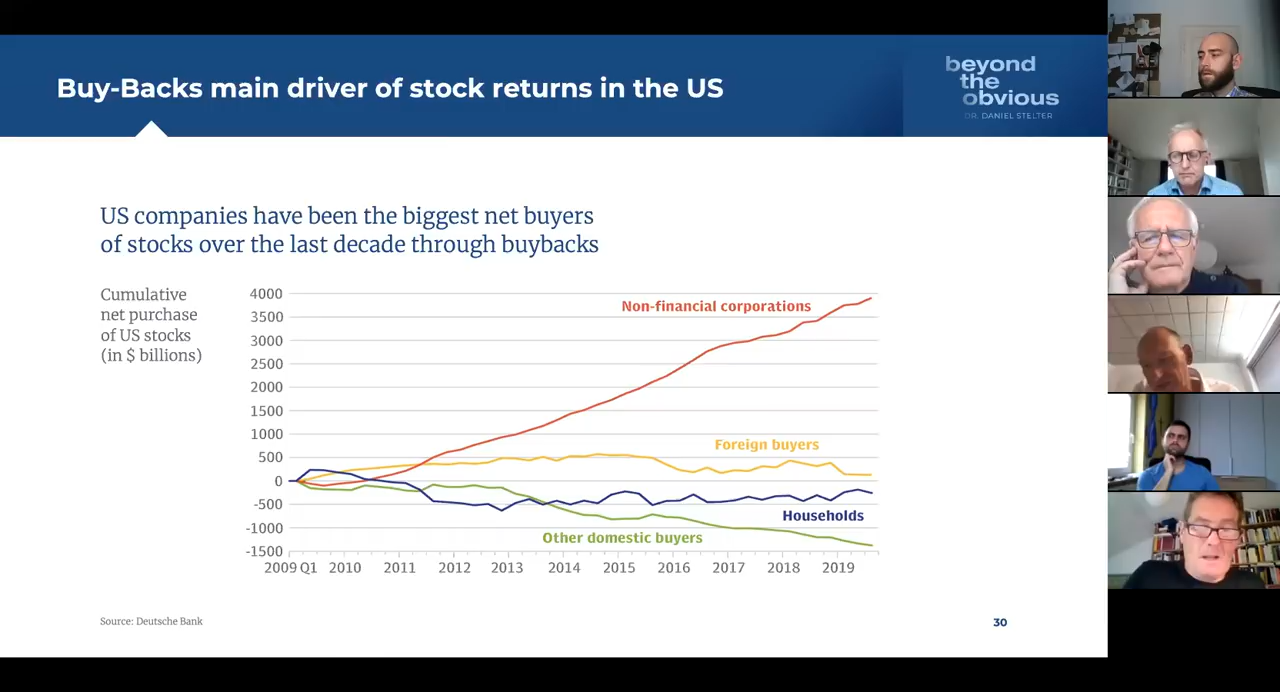 Buy-Backs main driver of stock returns in the US
beyond
the
obvious
DR. DANIEL STELTER
US companies have been the biggest net buyers
of stocks over the last decade through buybacks
Cumulative
net purchase
of US stocks
(in $ billions)
4000
3500
3000
2500
2000
1500
1000
500
0
-500
-1000
-1500
Non-financial corporations
Foreign buyers
Households
Other domestic buyers
2009 Q1 2010 2011 2012 2013 2014 2015 2016 2017 2018 2019
Source: Deutsche Bank
30